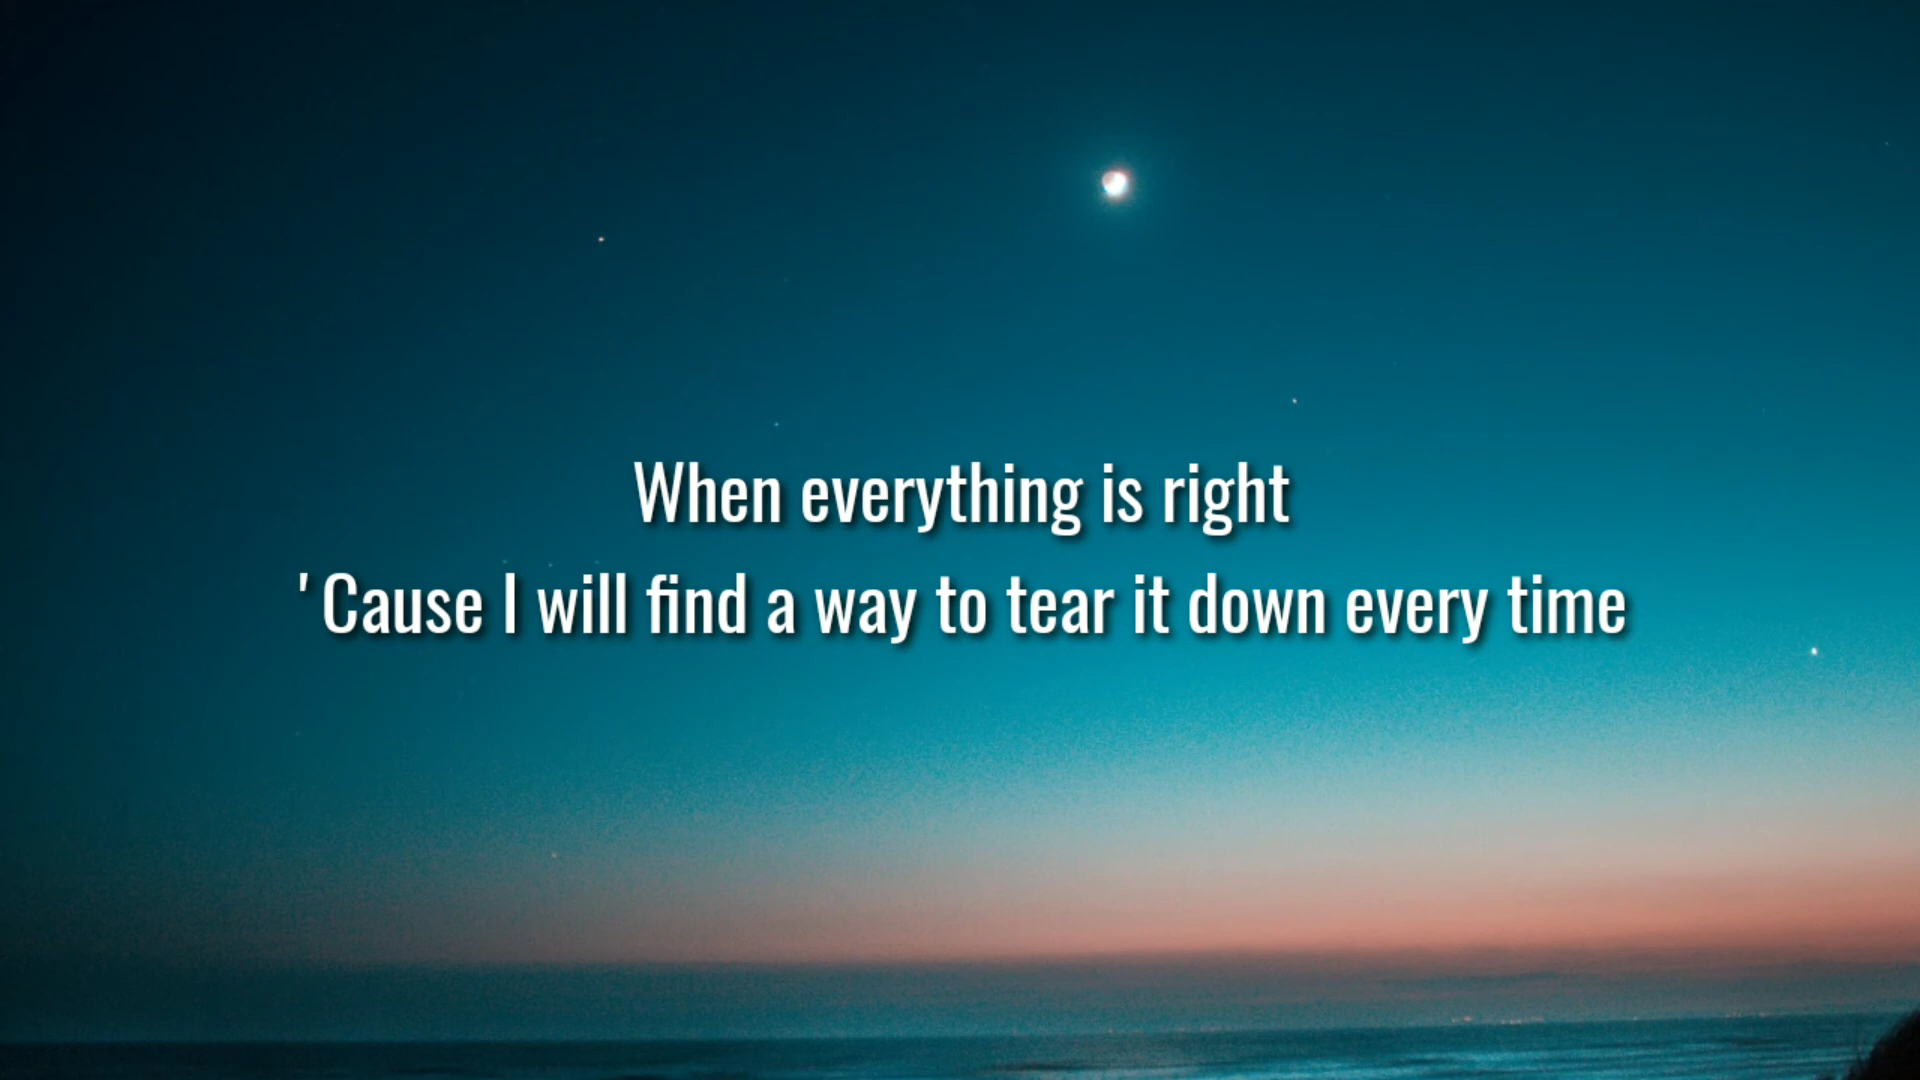 When everything is right
'Cause I will find a way to tear it down every time